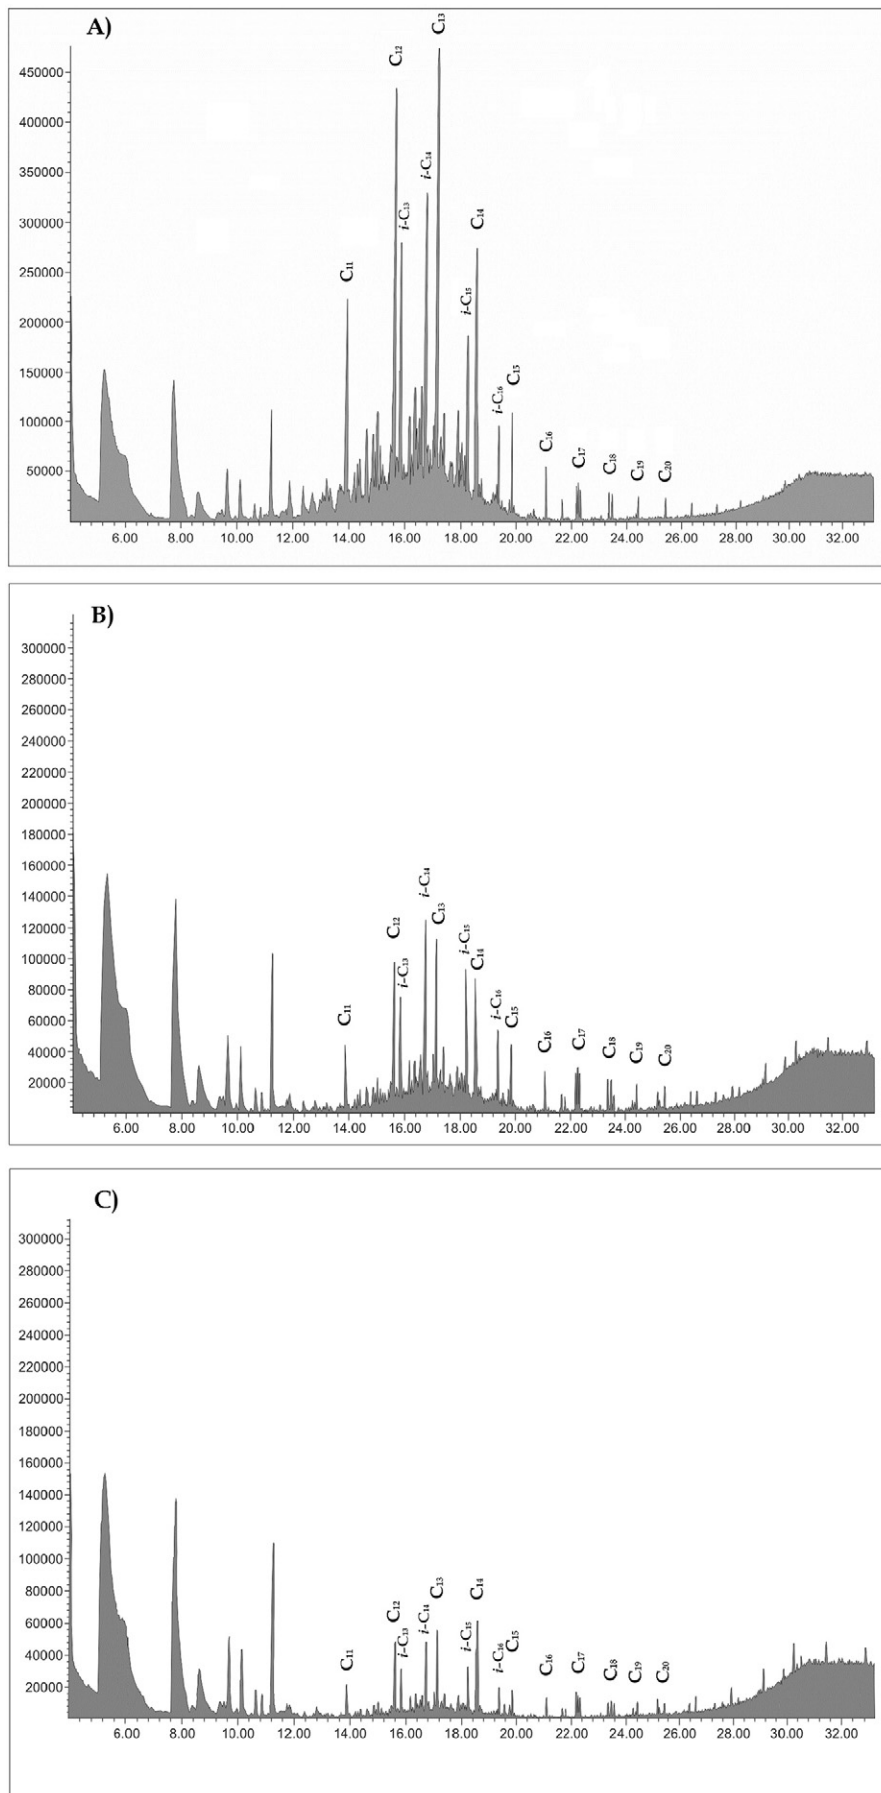 A)
C₁₃
C₁₂
i-C₁₄
i-C₁₃
C₁₄
C₁₁
i-C₁₅
i-C₁₆
C₁₅
C₁₆
C₁₇
C₁₈
C₁₉
C₂₀
450000
400000
350000
300000
250000
200000
150000
100000
50000
6.00 8.00 10.00 12.00 14.00 16.00 18.00 20.00 22.00 24.00 26.00 28.00 30.00 32.00
B)
300000
280000
260000
240000
220000
200000
180000
160000
140000
120000
100000
80000
60000
40000
20000
C₁₁
C₁₂
i-C₁₃
i-C₁₄
C₁₃
i-C₁₅
C₁₄
i-C₁₆
C₁₅
C₁₆
C₁₇
C₁₈
C₁₉
C₂₀
6.00 8.00 10.00 12.00 14.00 16.00 18.00 20.00 22.00 24.00 26.00 28.00 30.00 32.00
C)
300000
280000
260000
240000
220000
200000
180000
160000
140000
120000
100000
80000
60000
40000
20000
C₁₁
C₁₂
i-C₁₃
i-C₁₄
C₁₃
i-C₁₅
C₁₄
i-C₁₆
C₁₅
C₁₆
C₁₇
C₁₈
C₁₉
C₂₀
6.00 8.00 10.00 12.00 14.00 16.00 18.00 20.00 22.00 24.00 26.00 28.00 30.00 32.00